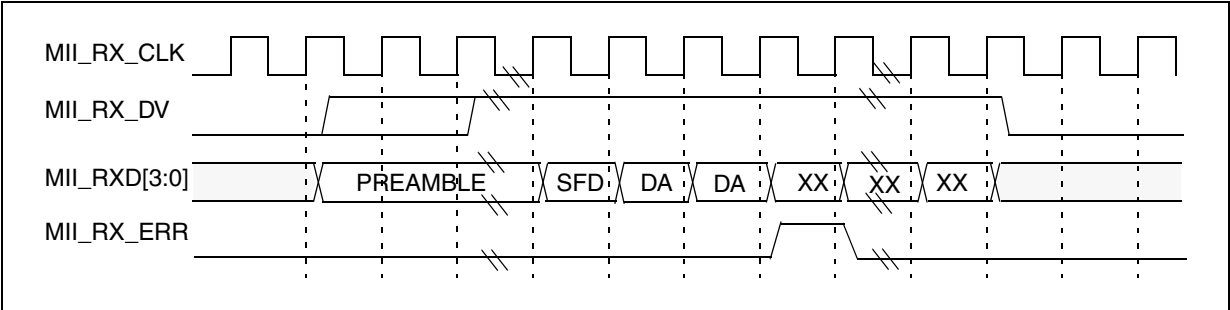 MII_RX_CLK
MII_RX_DV
MII_RXD[3:0] PREAMBLE SFD DA DA XX XX XX
MII_RX_ERR